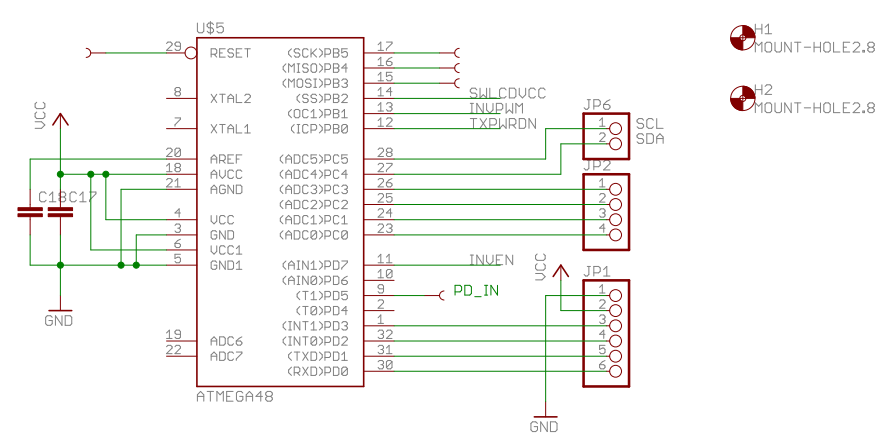 U$5
29 RESET (SCK)PB5 17
(MISO)PB4 16
(MOSI)PB3 15
8 XTAL2 (SS)PB2 14 SWLCDVCC
(OC1)PB1 13 INVPWM
7 XTAL1 (ICP)PB0 12 TXPWRDN
VCC
20 AREF (ADC5)PC5 28
18 AVCC (ADC4)PC4 27
21 AGND (ADC3)PC3 26
C18 C17 (ADC2)PC2 25
4 VCC (ADC1)PC1 24
3 GND (ADC0)PC0 23
6 VCC1
5 GND1 (AIN1)PD7 11 INVEN
(AIN0)PD6 10
(T1)PD5 9 PD_IN
(T0)PD4 2
GND
(INT1)PD3 1
19 ADC6 (INT0)PD2 32
22 ADC7 (TXD)PD1 31
(RXD)PD0 30
ATMEGA48
JP6
1 SCL
2 SDA
JP2
1
2
3
4
VCC
JP1
1
2
3
4
5
6
GND
H1
MOUNT-HOLE2.8
H2
MOUNT-HOLE2.8